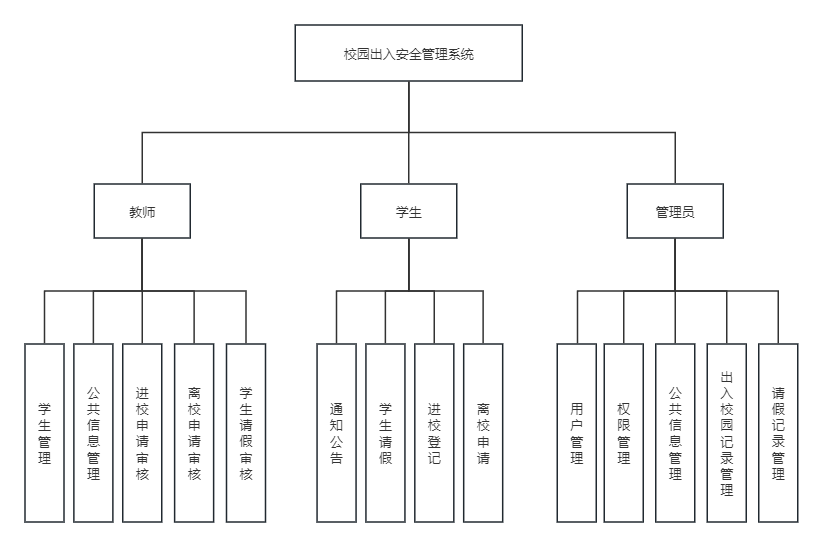 校园出入安全管理系统
教师
学生
管理员
学生管理
公共信息管理
进校申请审核
离校申请审核
学生请假审核
通知公告
学生请假
进校登记
离校申请
用户管理
权限管理
公共信息管理
出入校园记录管理
请假记录管理